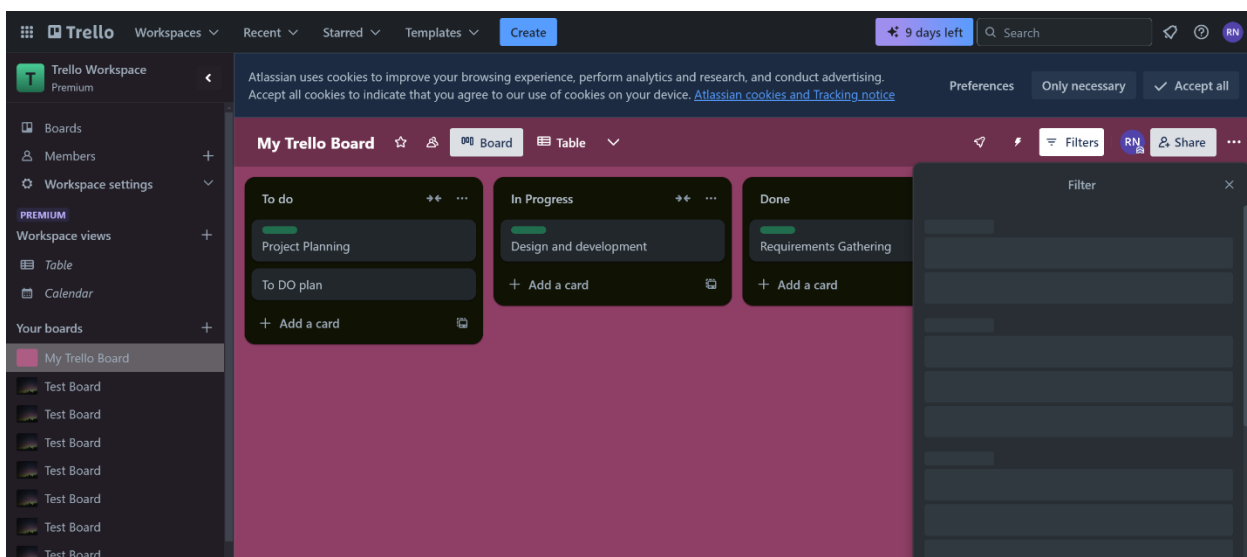 Trello Workspaces Recent Starred Templates Create 9 days left Search RN
T Trello Workspace
Premium
Atlassian uses cookies to improve your browsing experience, perform analytics and research, and conduct advertising.
Accept all cookies to indicate that you agree to our use of cookies on your device. Atlassian cookies and Tracking notice
Preferences Only necessary Accept all
Boards
Members
Workspace settings
PREMIUM
Workspace views
Table
Calendar
Your boards
My Trello Board
Test Board
Test Board
Test Board
Test Board
Test Board
Test Board
Test Board
My Trello Board Board Table Filters RN Share
To do
Project Planning
To DO plan
+ Add a card
In Progress
Design and development
+ Add a card
Done
Requirements Gathering
+ Add a card
Filter